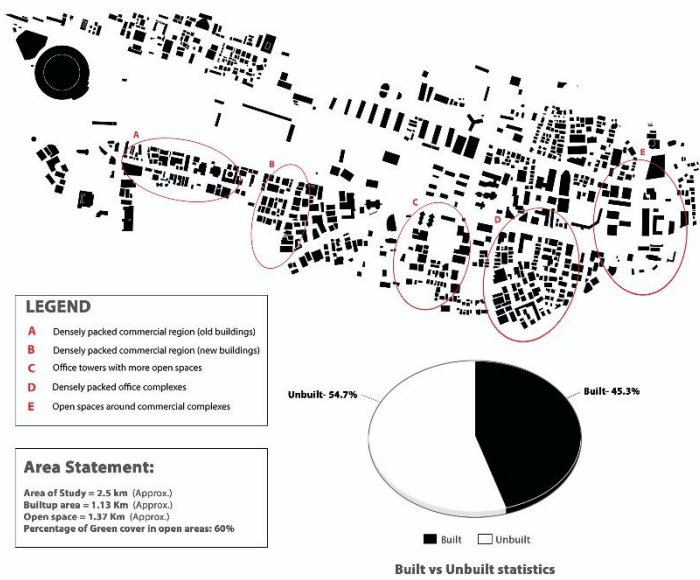 A
B
C
D
E
LEGEND
A Densely packed commercial region (old buildings)
B Densely packed commercial region (new buildings)
C Office towers with more open spaces
D Densely packed office complexes
E Open spaces around commercial complexes
Area Statement:
Area of Study = 2.5 km (Approx.)
Builtup area = 1.13 Km (Approx.)
Open space = 1.37 Km (Approx.)
Percentage of Green cover in open areas: 60%
Unbuilt- 54.7%
Built- 45.3%
Built Unbuilt
Built vs Unbuilt statistics